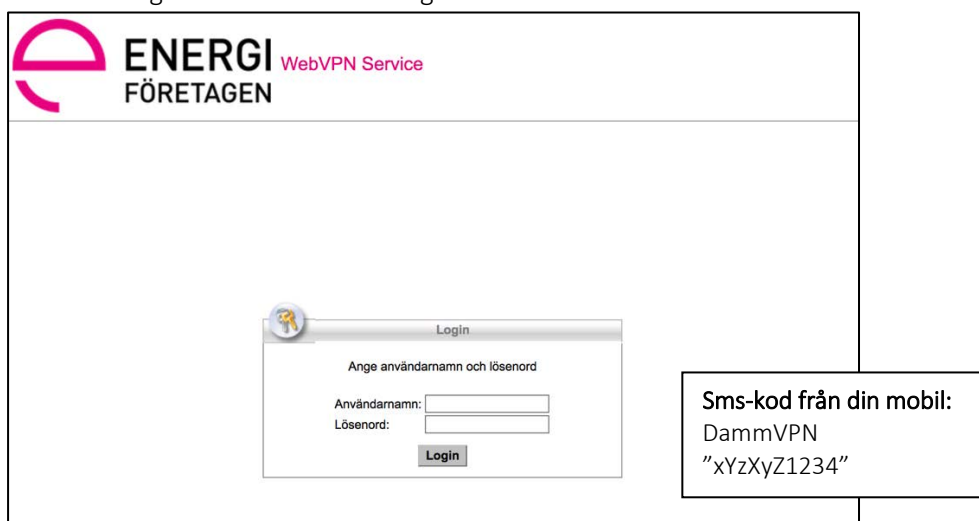 ENERGI
FÖRETAGEN
WebVPN Service
Login
Ange användarnamn och lösenord
Användarnamn:
Lösenord:
Login
Sms-kod från din mobil:
DammVPN
”xYzXyZ1234”